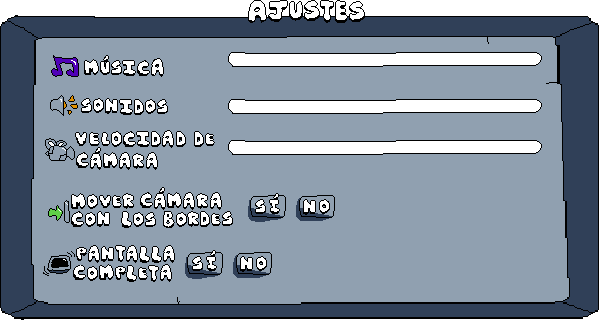 AJUSTES
MÚSICA
SONIDOS
VELOCIDAD DE
CÁMARA
MOVER CÁMARA
CON LOS BORDES
SÍ NO
PANTALLA
COMPLETA
SÍ NO